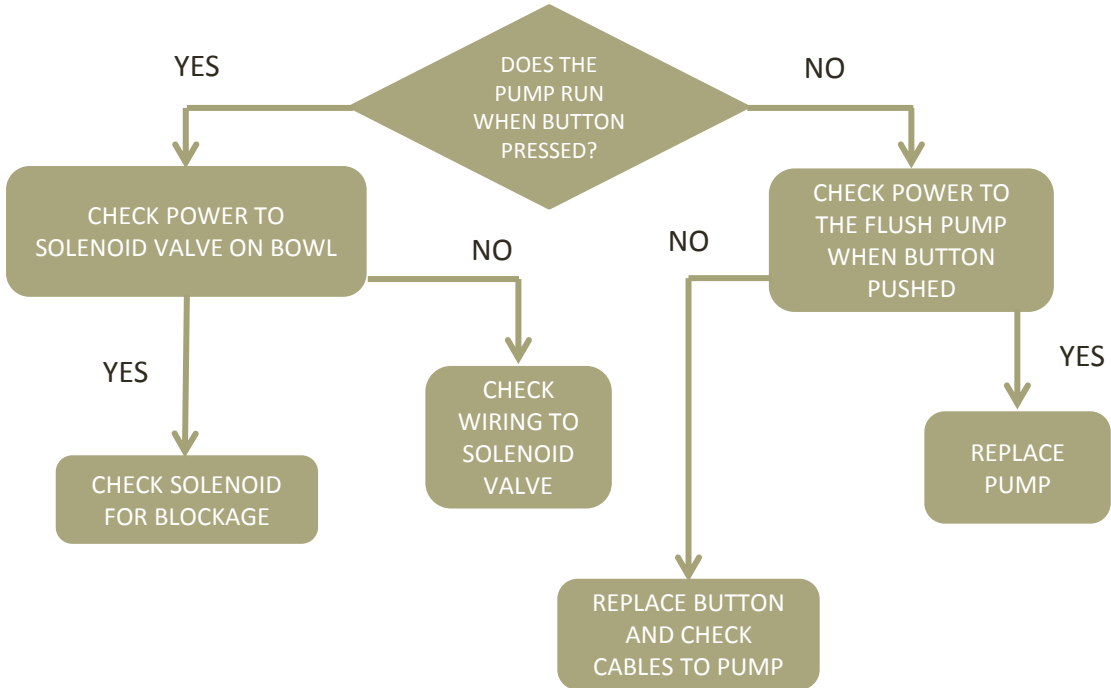 DOES THE
PUMP RUN
WHEN BUTTON
PRESSED?
YES
NO
CHECK POWER TO
SOLENOID VALVE ON BOWL
CHECK POWER TO
THE FLUSH PUMP
WHEN BUTTON
PUSHED
NO
NO
YES
YES
CHECK
WIRING TO
SOLENOID
VALVE
REPLACE
PUMP
CHECK SOLENOID
FOR BLOCKAGE
REPLACE BUTTON
AND CHECK
CABLES TO PUMP